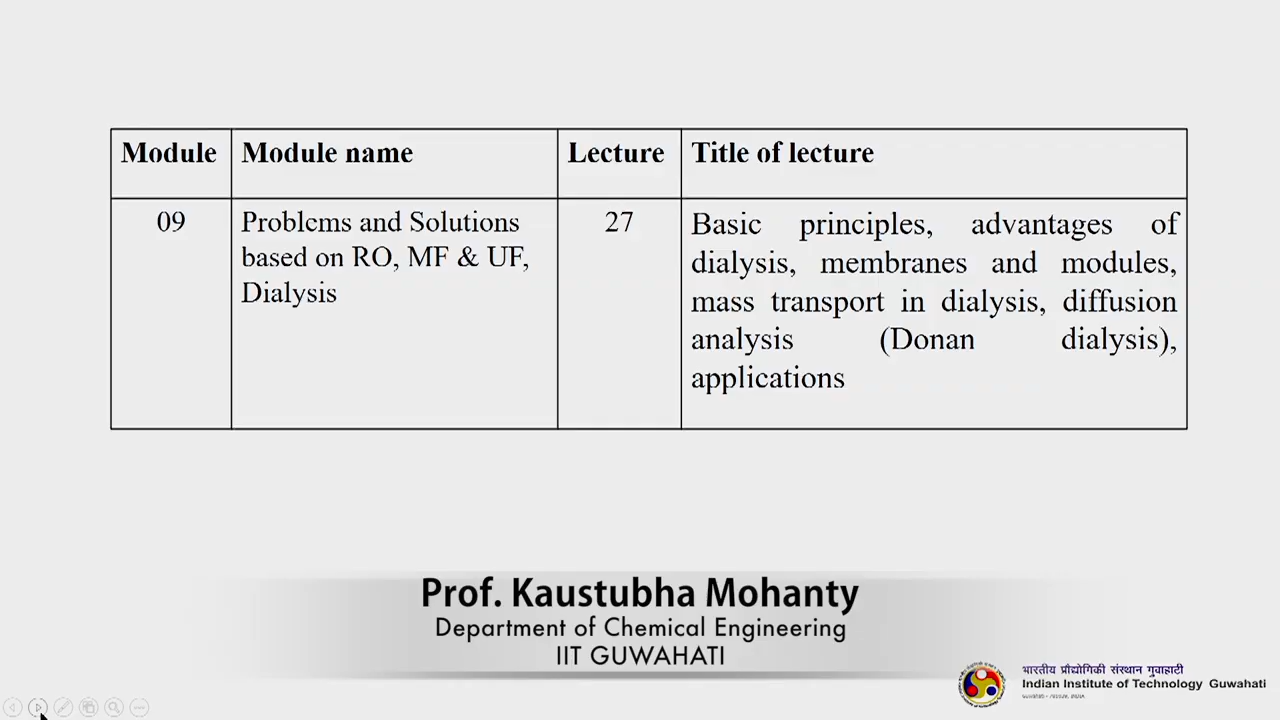 Module Module name Lecture Title of lecture
09 Problems and Solutions based on RO, MF & UF, Dialysis 27 Basic principles, advantages of dialysis, membranes and modules, mass transport in dialysis, diffusion analysis (Donan dialysis), applications
Prof. Kaustubha Mohanty
Department of Chemical Engineering
IIT GUWAHATI
भारतीय प्रौद्योगिकी संस्थान गुवाहाटी
Indian Institute of Technology Guwahati